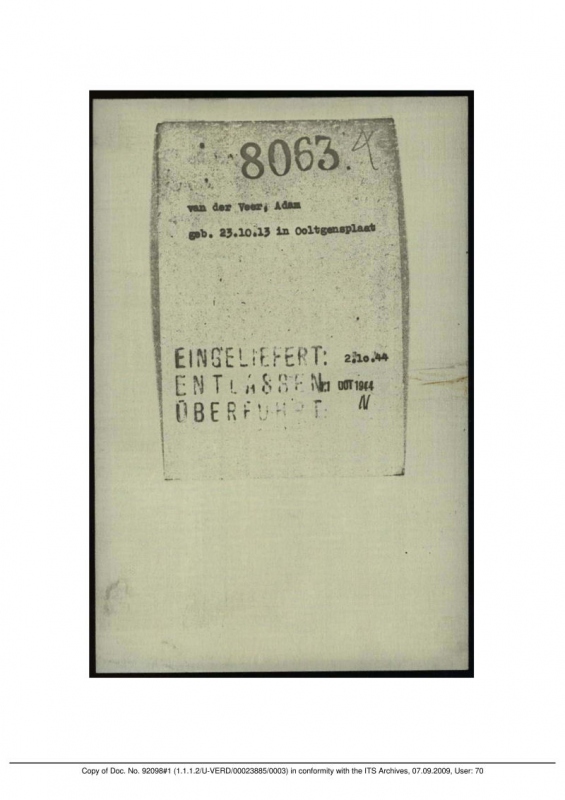 8063.
van der Veer, Adam
geb. 23.10.13 in Ooltgensplaat
EINGELIEFERT: 2.10.44
ENTLASSEN OCT 1944
ÜBERFÜHRT N
Copy of Doc. No. 92098#1 (1.1.1.2/U-VERD/00023885/0003) in conformity with the ITS Archives, 07.09.2009, User: 70